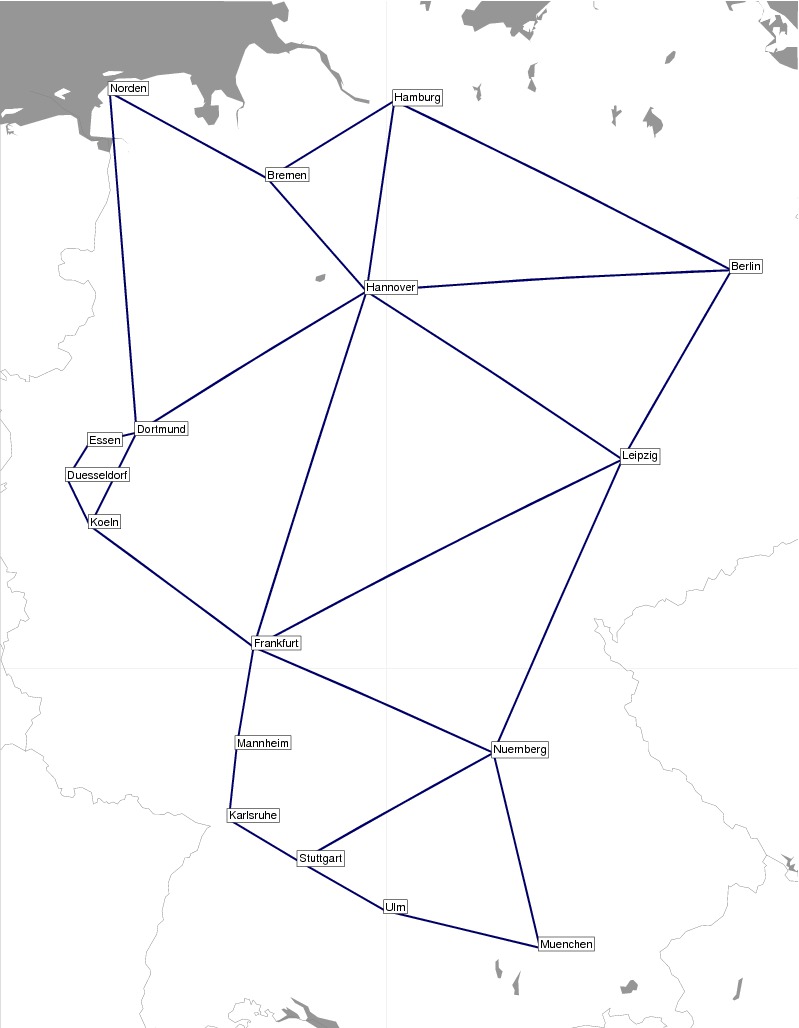 Norden
Hamburg
Bremen
Berlin
Hannover
Dortmund
Essen
Leipzig
Duesseldorf
Koeln
Frankfurt
Mannheim
Nuernberg
Karlsruhe
Stuttgart
Ulm
Muenchen